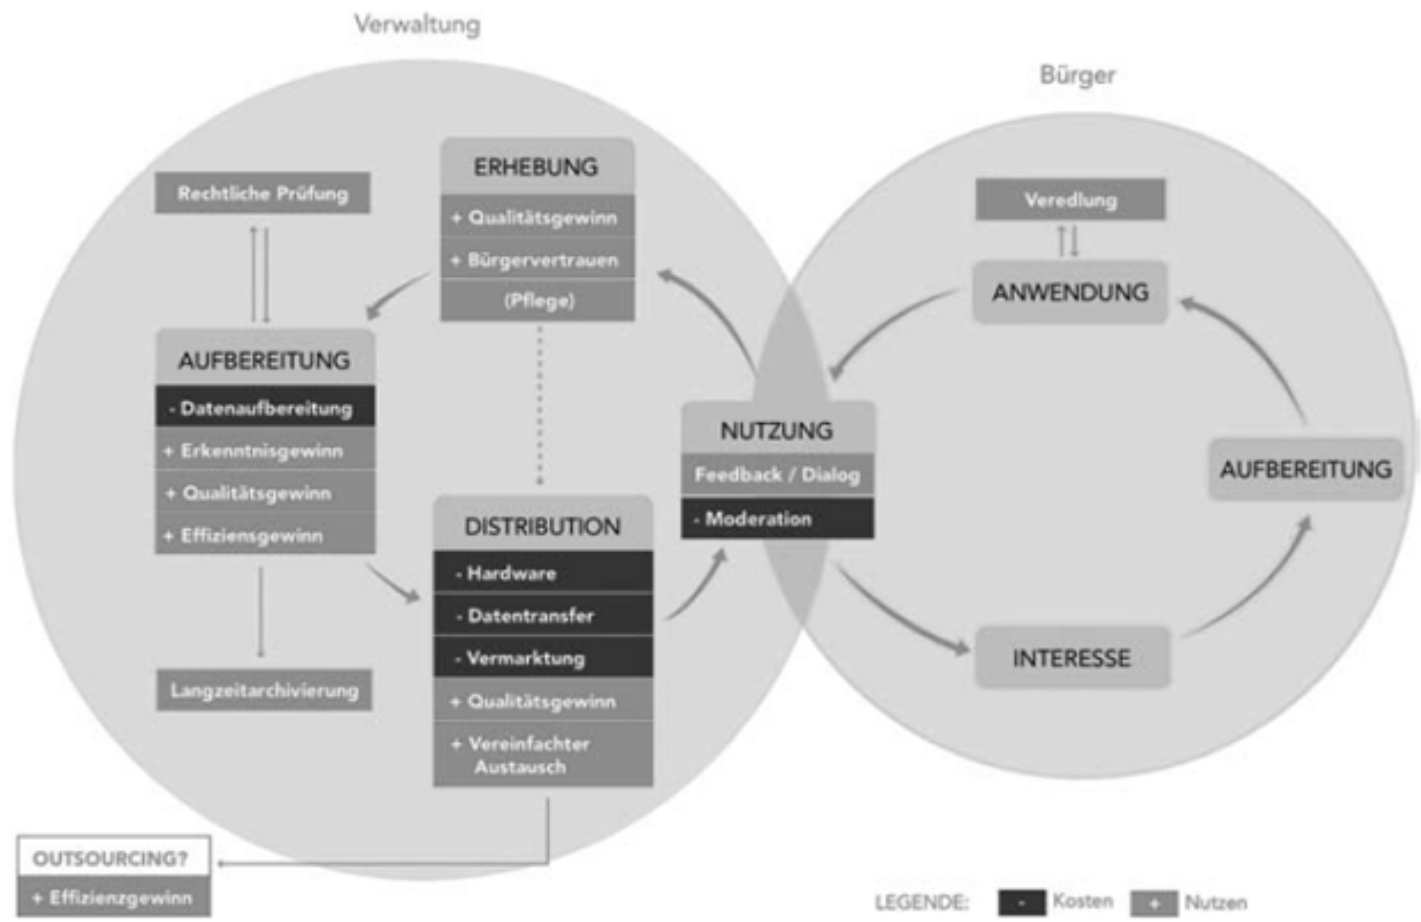 Verwaltung
Bürger
Rechtliche Prüfung
ERHEBUNG
+ Qualitätsgewinn
+ Bürgervertrauen
(Pflege)
AUFBEREITUNG
- Datenaufbereitung
+ Erkenntnisgewinn
+ Qualitätsgewinn
+ Effiziensgewinn
Langzeitarchivierung
DISTRIBUTION
- Hardware
- Datentransfer
- Vermarktung
+ Qualitätsgewinn
+ Vereinfachter
Austausch
OUTSOURCING?
+ Effizienzgewinn
NUTZUNG
Feedback / Dialog
- Moderation
Veredlung
ANWENDUNG
AUFBEREITUNG
INTERESSE
LEGENDE:
- Kosten
+ Nutzen